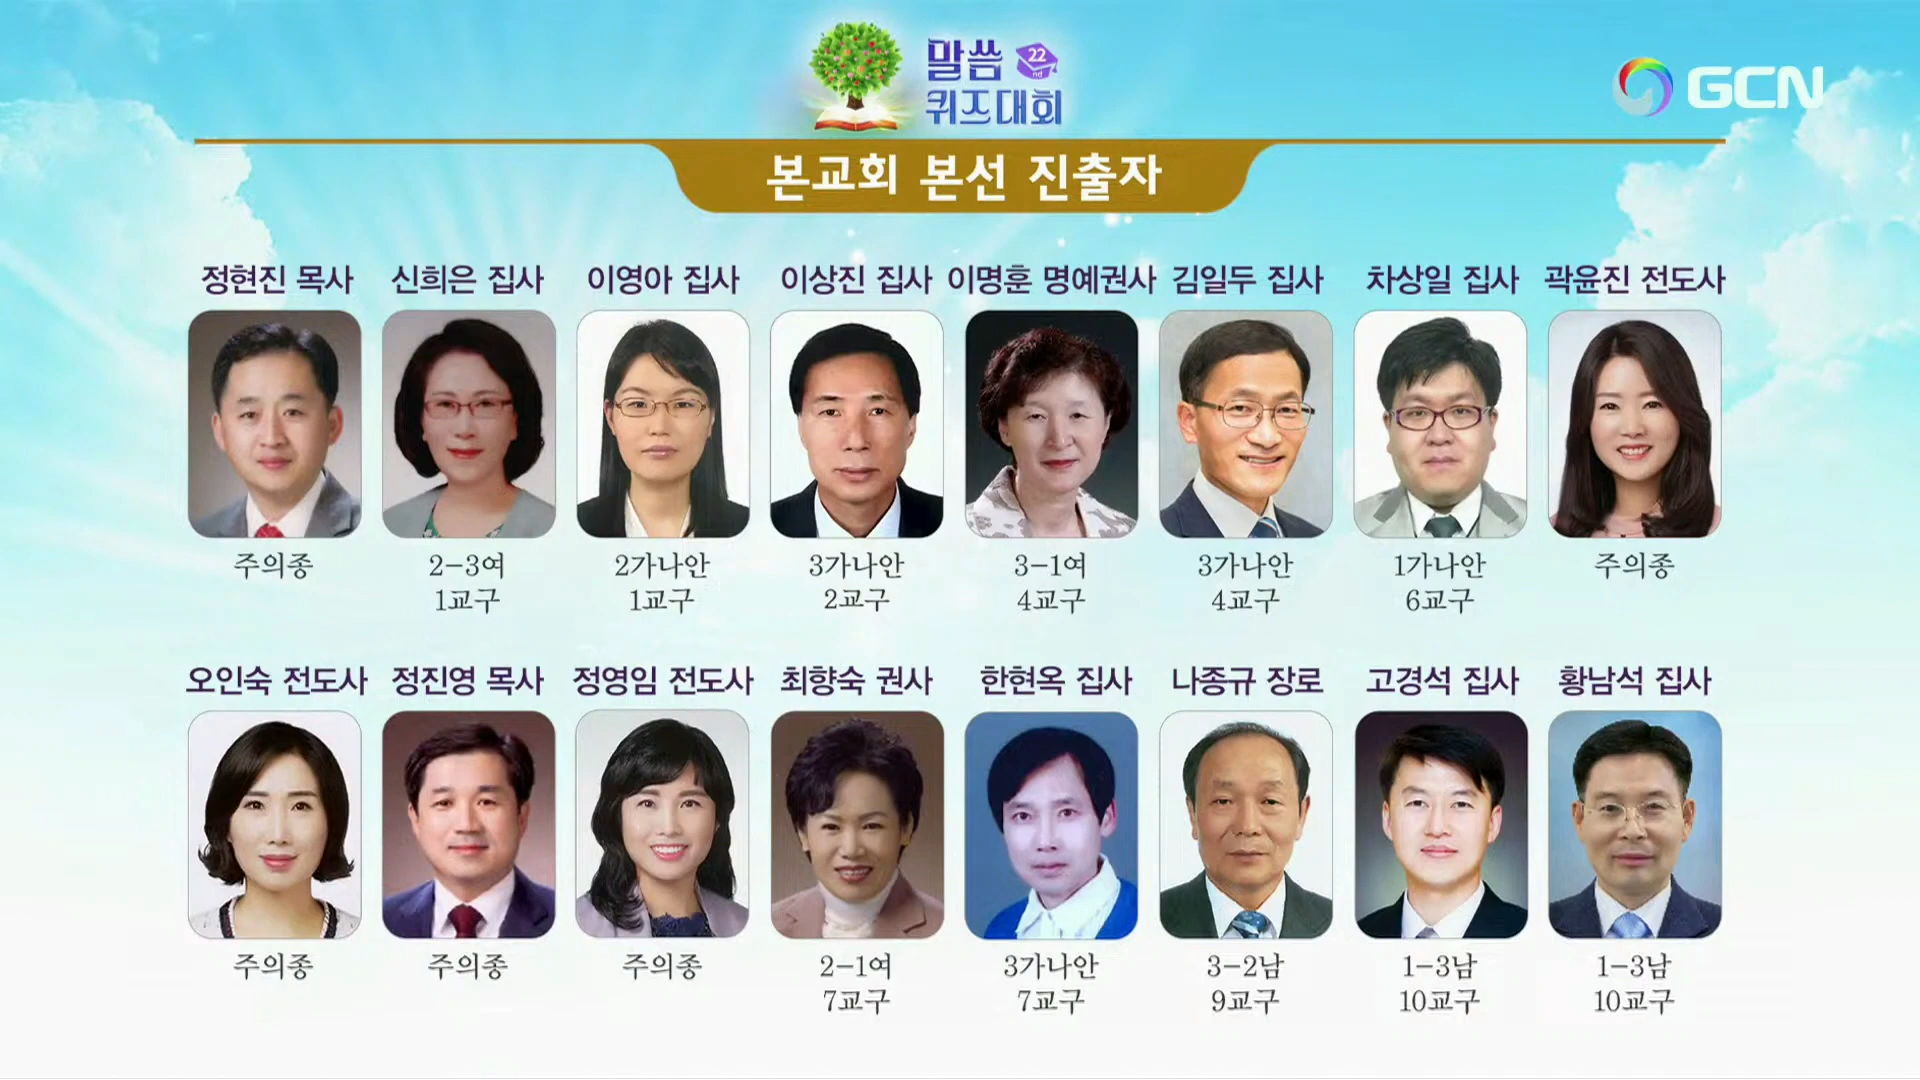 말씀 22nd
퀴즈대회
GCN
본교회 본선 진출자
정현진 목사 신희은 집사 이영아 집사 이상진 집사 이명훈 명예권사 김일두 집사 차상일 집사 곽윤진 전도사
주의종 2-3여 2가나안 3가나안 3-1여 3가나안 1가나안 주의종
1교구 1교구 2교구 4교구 4교구 6교구
오인숙 전도사 정진영 목사 정영임 전도사 최향숙 권사 한현옥 집사 나종규 장로 고경석 집사 황남석 집사
주의종 주의종 주의종 2-1여 3가나안 3-2남 1-3남 1-3남
7교구 7교구 9교구 10교구 10교구